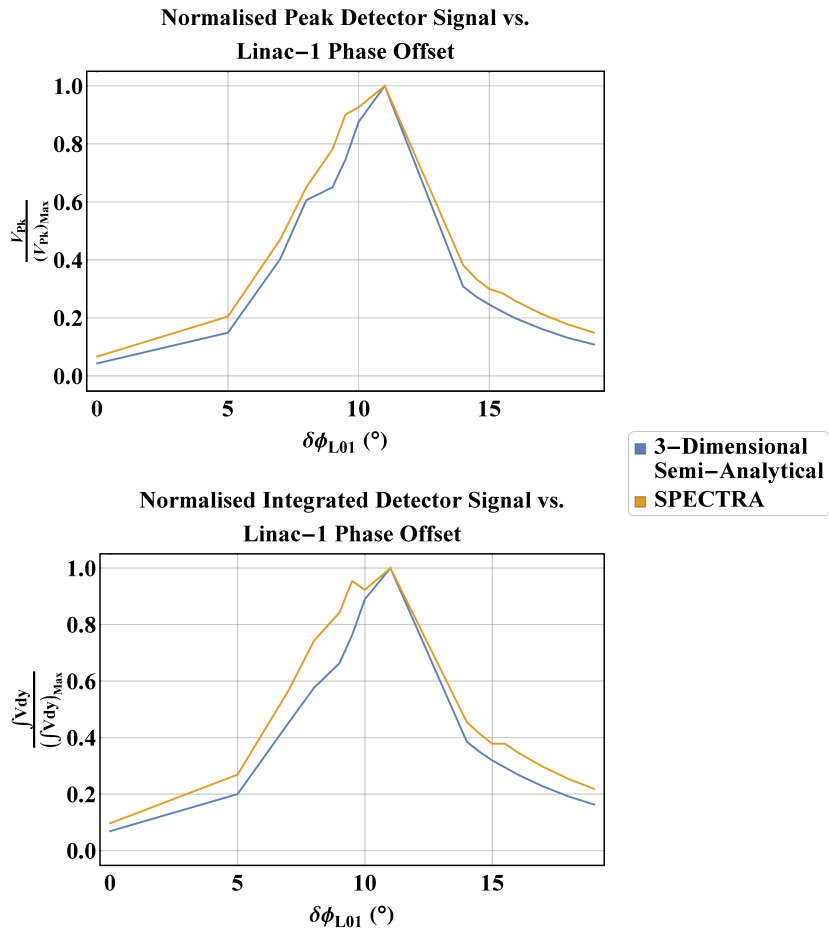 Normalised Peak Detector Signal vs.
Linac−1 Phase Offset
1.0
0.8
0.6
0.4
0.2
0.0
V_Pk
(V_Pk)_Max
0
5
10
15
δϕ_L01 (°)
3−Dimensional
Semi−Analytical
SPECTRA
Normalised Integrated Detector Signal vs.
Linac−1 Phase Offset
1.0
0.8
0.6
0.4
0.2
0.0
∫Vdy
(∫Vdy)_Max
0
5
10
15
δϕ_L01 (°)